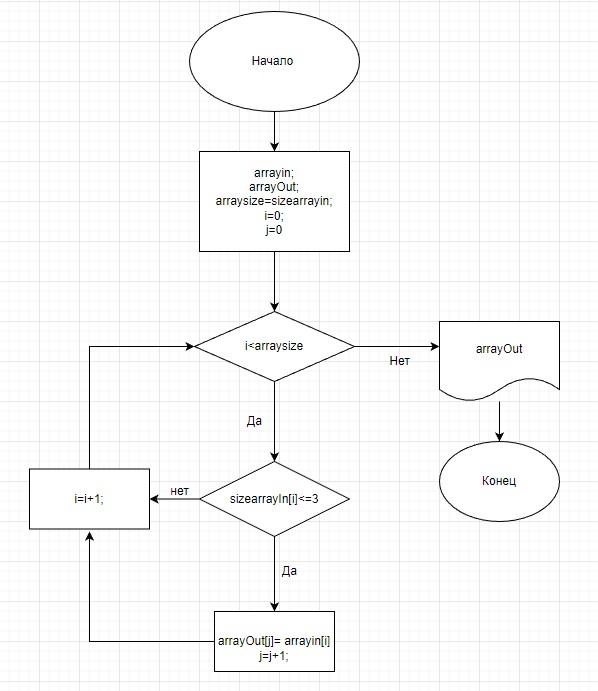 Начало
arrayin;
arrayOut;
arraysize=sizearrayin;
i=0;
j=0
i<arraysize
Нет
arrayOut
Да
Конец
i=i+1;
нет
sizearrayIn[i]<=3
Да
arrayOut[j]= arrayin[i]
j=j+1;